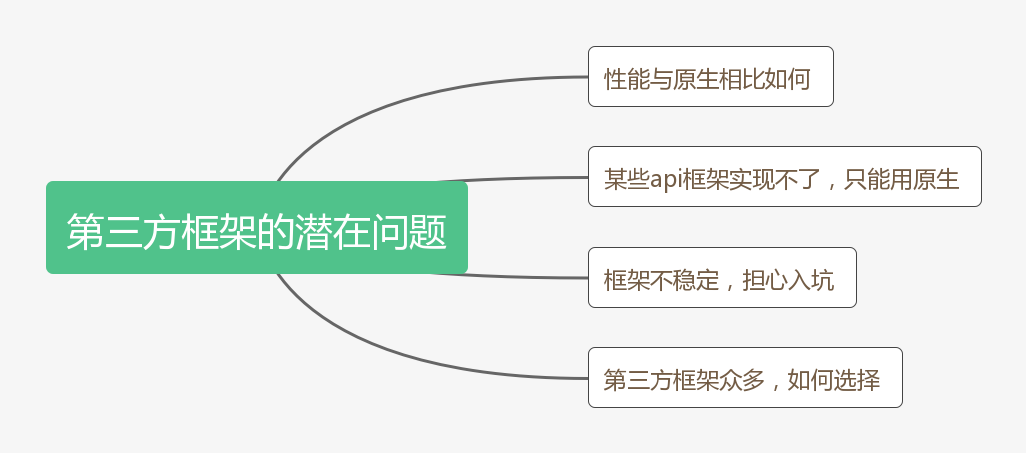 第三方框架的潜在问题
性能与原生相比如何
某些api框架实现不了，只能用原生
框架不稳定，担心入坑
第三方框架众多，如何选择